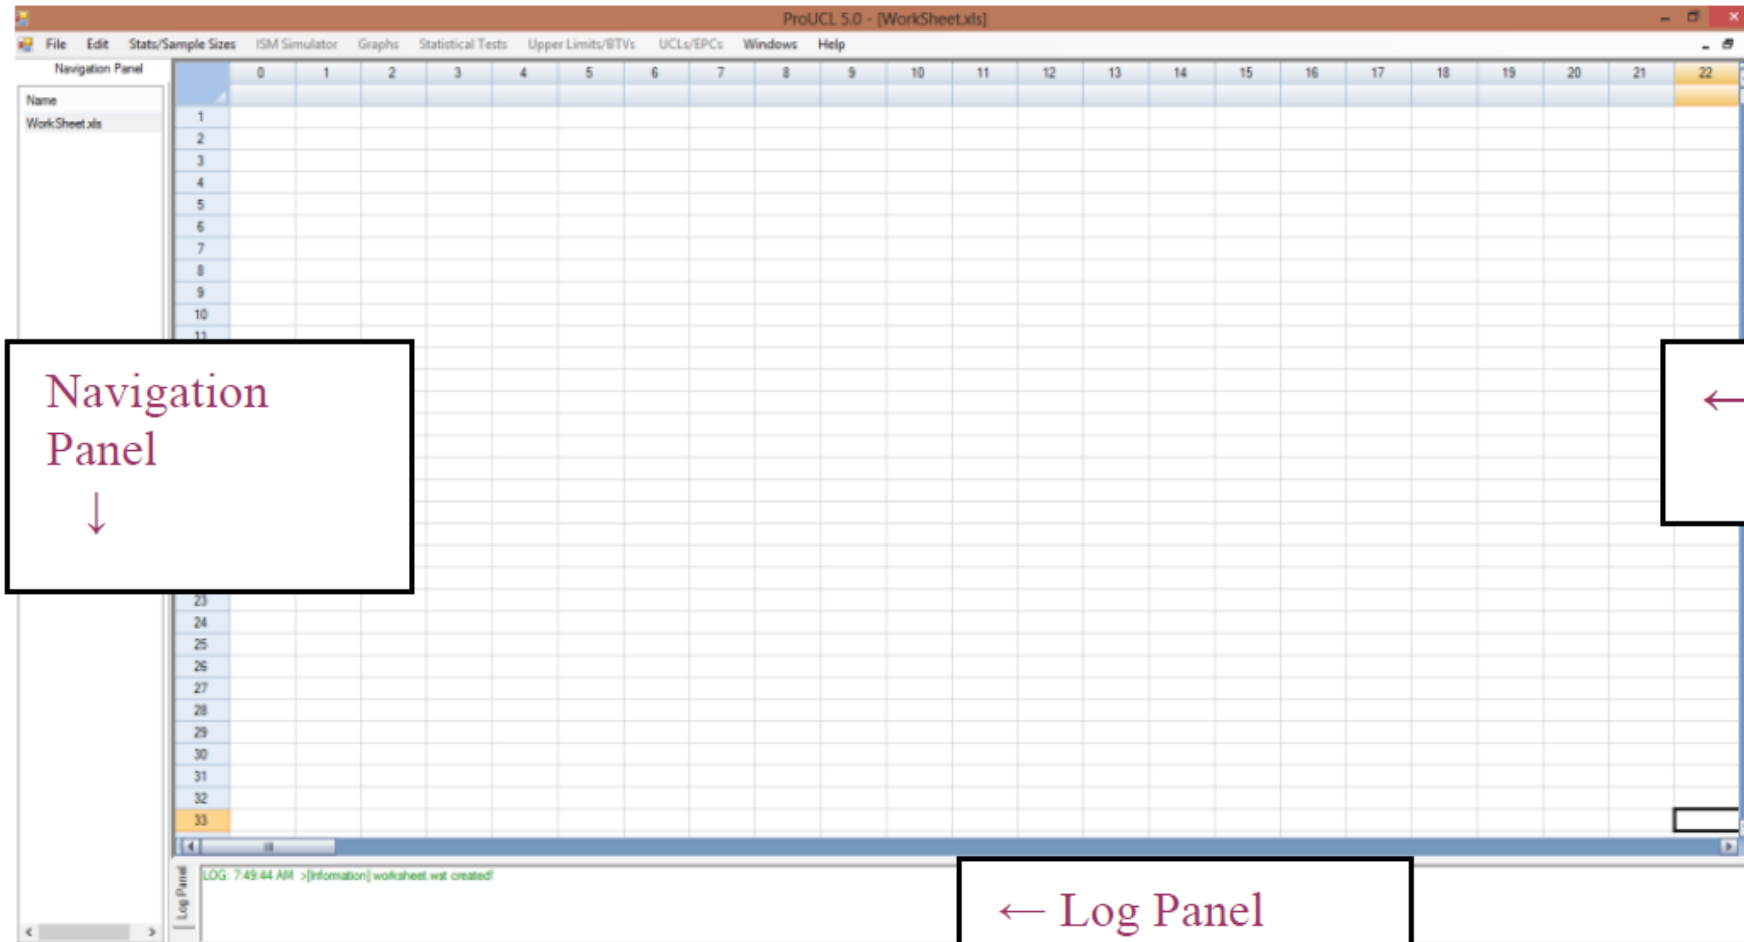 ProUCL 5.0 - [WorkSheet.xls]
File Edit Stats/Sample Sizes ISM Simulator Graphs Statistical Tests Upper Limits/BTVs UCLs/EPCs Windows Help
Navigation Panel
0 1 2 3 4 5 6 7 8 9 10 11 12 13 14 15 16 17 18 19 20 21 22
Name
WorkSheet.xls
1
2
3
4
5
6
7
8
9
10
11
Navigation
Panel
↓
←
23
24
25
26
27
28
29
30
31
32
33
Log Panel
LOG: 7:49:44 AM >[Information] worksheet.wst created!
← Log Panel